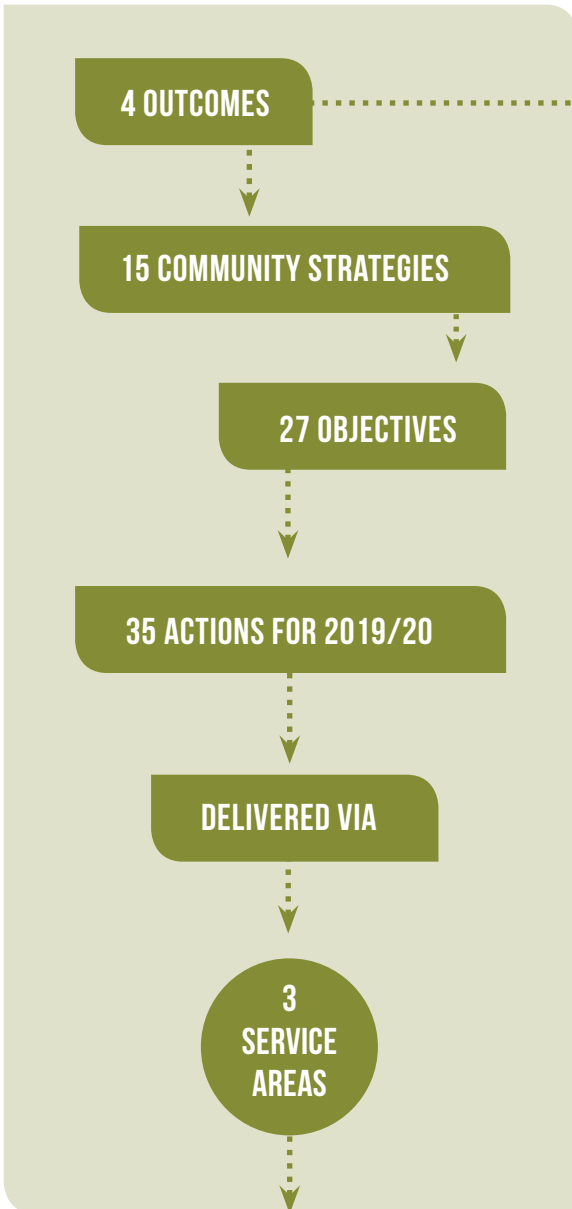 4 OUTCOMES
15 COMMUNITY STRATEGIES
27 OBJECTIVES
35 ACTIONS FOR 2019/20
DELIVERED VIA
3
SERVICE
AREAS